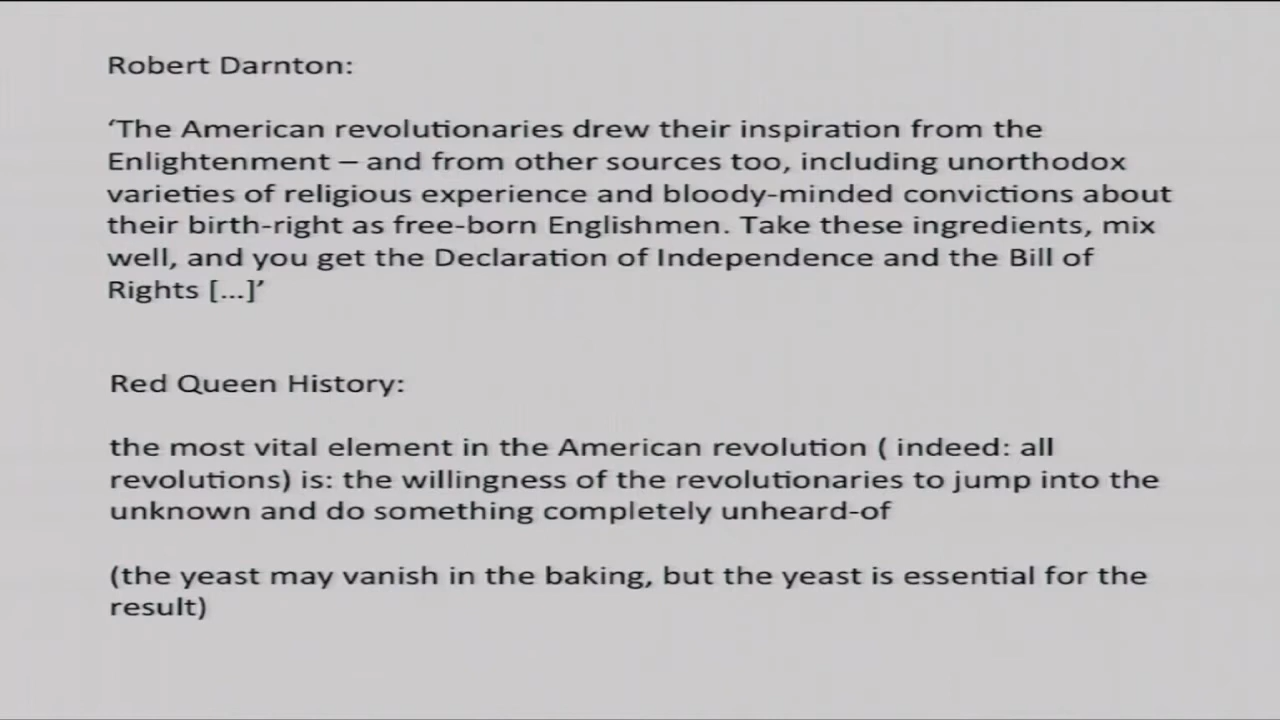 Robert Darnton:
‘The American revolutionaries drew their inspiration from the
Enlightenment – and from other sources too, including unorthodox
varieties of religious experience and bloody-minded convictions about
their birth-right as free-born Englishmen. Take these ingredients, mix
well, and you get the Declaration of Independence and the Bill of
Rights [...]’
Red Queen History:
the most vital element in the American revolution ( indeed: all
revolutions) is: the willingness of the revolutionaries to jump into the
unknown and do something completely unheard-of
(the yeast may vanish in the baking, but the yeast is essential for the
result)